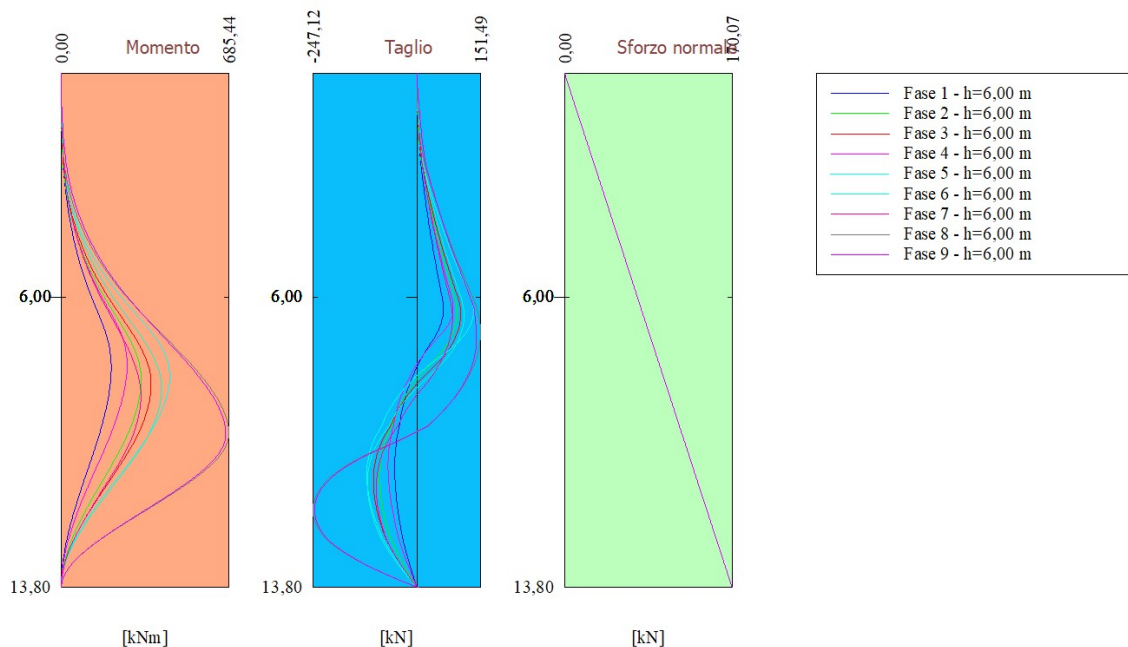 0,00
Momento
685,44
-247,12
Taglio
151,49
0,00
Sforzo normale
6,00
6,00
6,00
13,80
13,80
13,80
[kNm]
[kN]
[kN]
Fase 1 - h=6,00 m
Fase 2 - h=6,00 m
Fase 3 - h=6,00 m
Fase 4 - h=6,00 m
Fase 5 - h=6,00 m
Fase 6 - h=6,00 m
Fase 7 - h=6,00 m
Fase 8 - h=6,00 m
Fase 9 - h=6,00 m